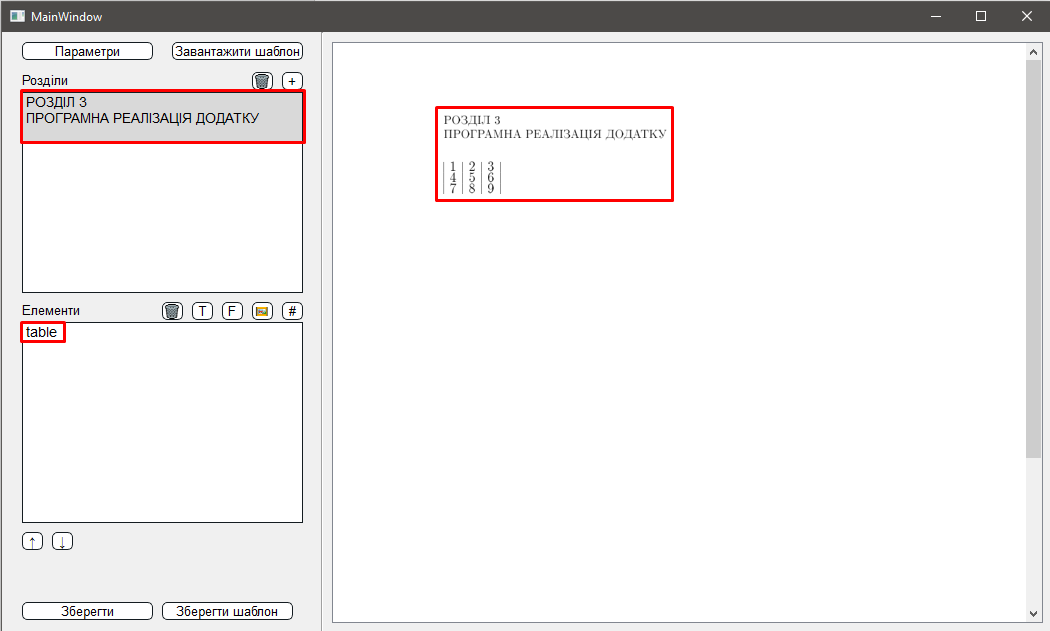 MainWindow
Параметри
Завантажити шаблон
Розділи
+
РОЗДІЛ 3
ПРОГРАМНА РЕАЛІЗАЦІЯ ДОДАТКУ
Елементи
T
F
#
table
↑
↓
Зберегти
Зберегти шаблон
РОЗДІЛ 3
ПРОГРАМНА РЕАЛІЗАЦІЯ ДОДАТКУ
1 2 3
4 5 6
7 8 9